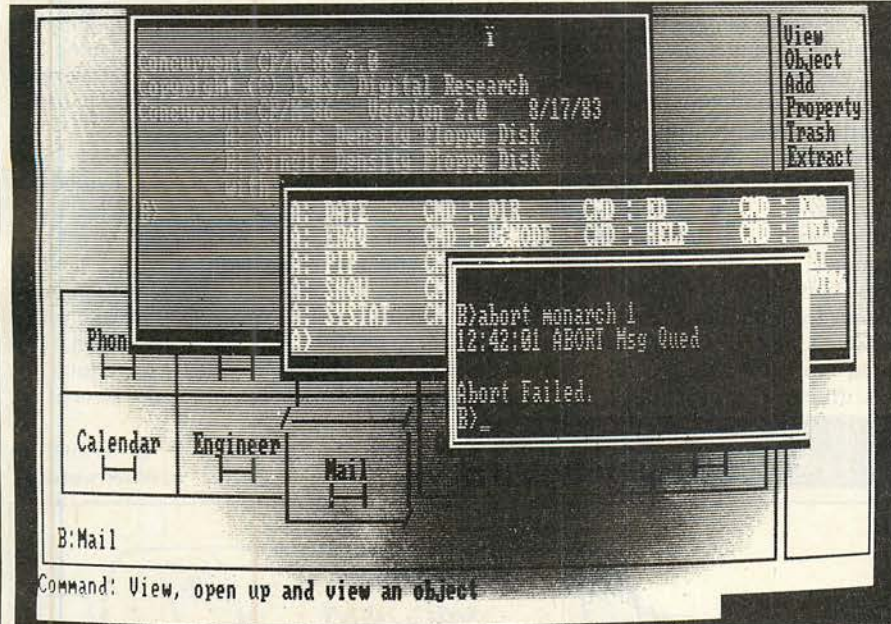 View
Object
Add
Property
Trash
Extract
Concurrent CP/M-86 2.0
Copyright (C) 1983 Digital Research
Concurrent CP/M-86 Version 2.0 8/17/83
A: Single Density Floppy Disk
B: Single Density Floppy Disk
B>
A: DATE CMD : DIR CMD : ED CMD : ERA
A: ERAQ CMD : CMD : HELP CMD : HELP
A: PIP
A: SHOW
A: SYSTAT
A>
B>abort monarch 1
12:42:01 ABORT Msg Qued
Abort Failed.
B>_
Phon
Calendar
Engineer
Mail
B:Mail
Command: View, open up and view an object